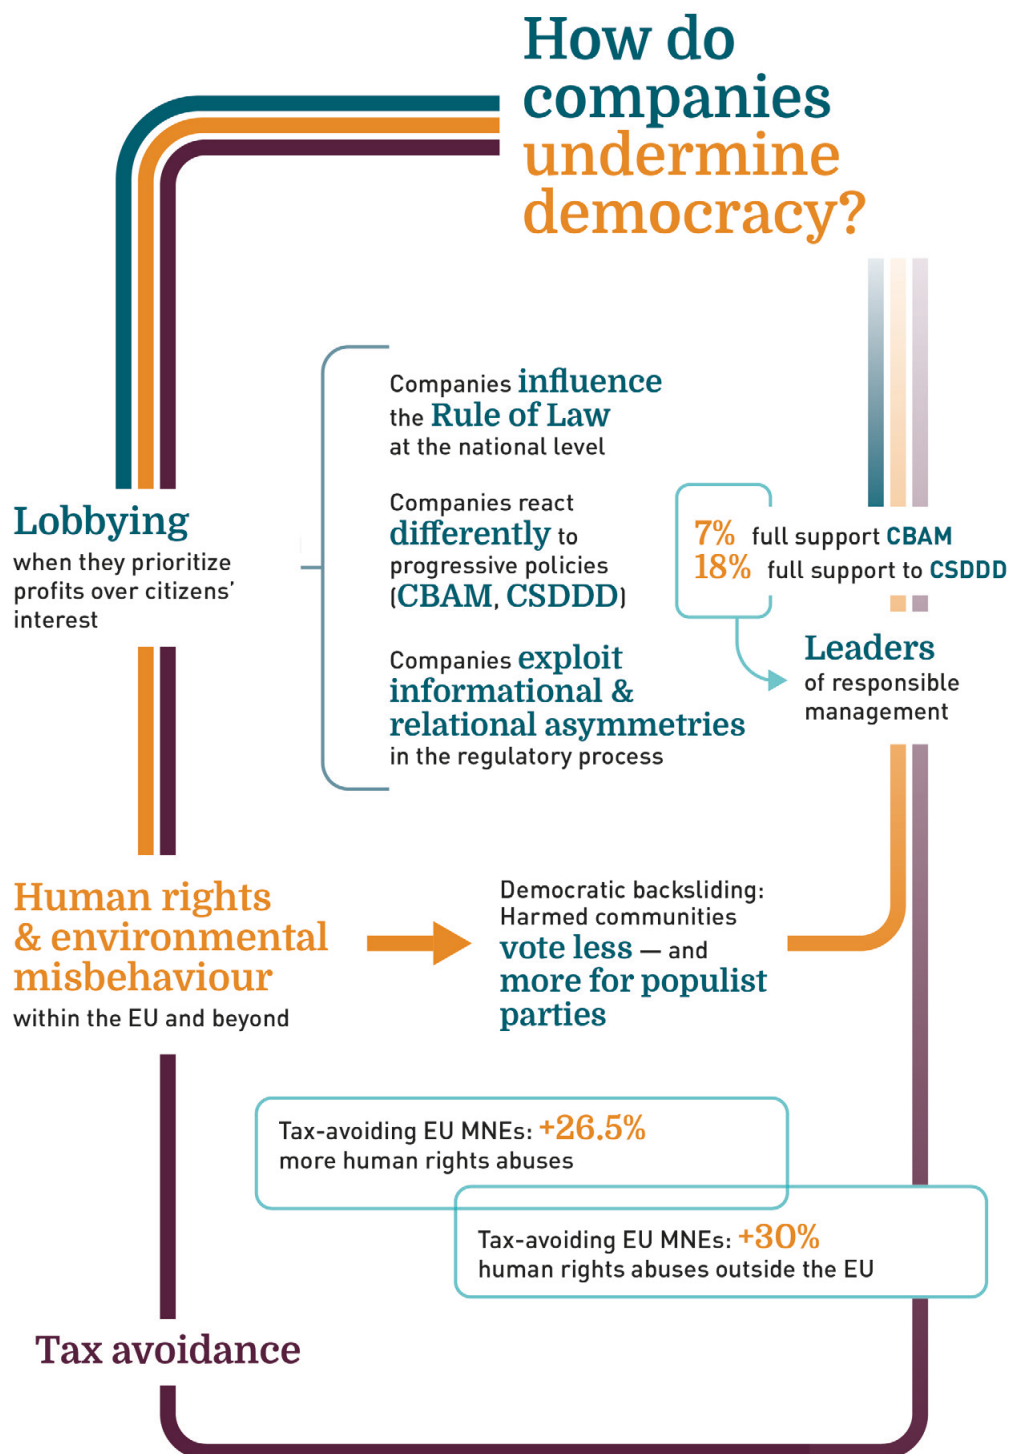 How do
companies
undermine
democracy?
Companies influence
the Rule of Law
at the national level
Lobbying
when they prioritize
profits over citizens’
interest
Companies react
differently to
progressive policies
(CBAM, CSDDD)
7% full support CBAM
18% full support to CSDDD
Companies exploit
informational &
relational asymmetries
in the regulatory process
Leaders
of responsible
management
Human rights
& environmental
misbehaviour
within the EU and beyond
Democratic backsliding:
Harmed communities
vote less — and
more for populist
parties
Tax-avoiding EU MNEs: +26.5%
more human rights abuses
Tax-avoiding EU MNEs: +30%
human rights abuses outside the EU
Tax avoidance